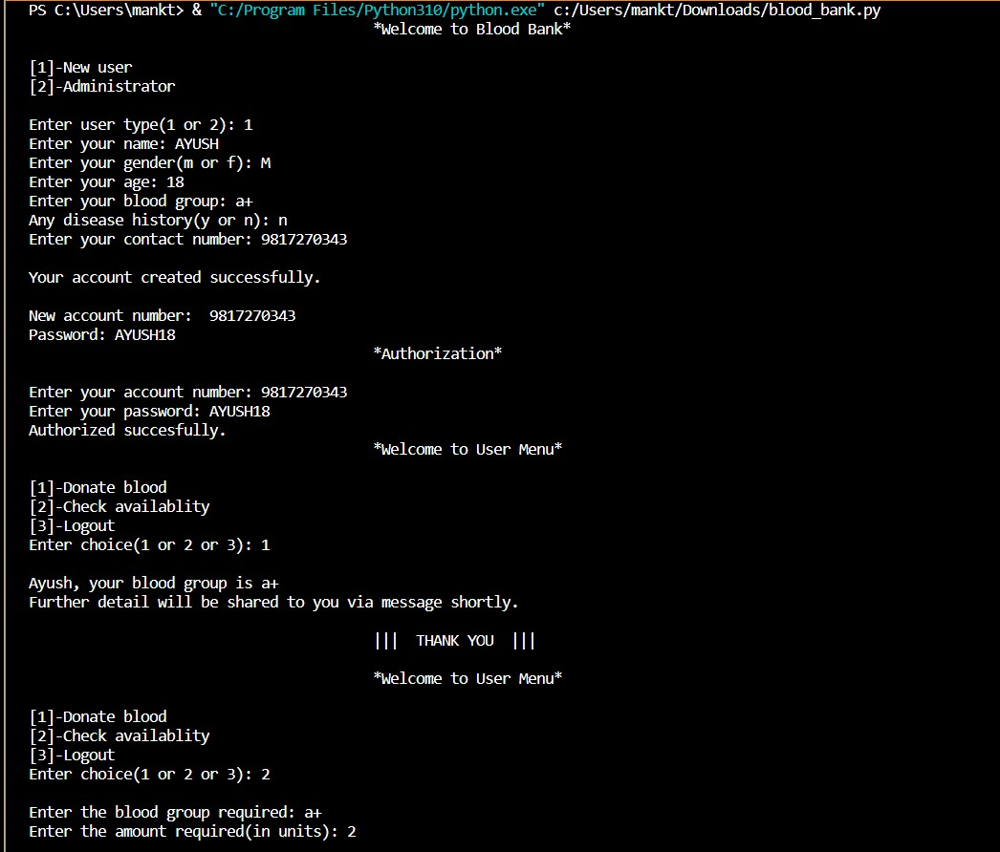 PS C:\Users\mankt> & "C:/Program Files/Python310/python.exe" c:/Users/mankt/Downloads/blood_bank.py
*Welcome to Blood Bank*
[1]-New user
[2]-Administrator
Enter user type(1 or 2): 1
Enter your name: AYUSH
Enter your gender(m or f): M
Enter your age: 18
Enter your blood group: a+
Any disease history(y or n): n
Enter your contact number: 9817270343
Your account created successfully.
New account number:  9817270343
Password: AYUSH18
*Authorization*
Enter your account number: 9817270343
Enter your password: AYUSH18
Authorized succesfully.
*Welcome to User Menu*
[1]-Donate blood
[2]-Check availablity
[3]-Logout
Enter choice(1 or 2 or 3): 1
Ayush, your blood group is a+
Further detail will be shared to you via message shortly.
|||  THANK YOU  |||
*Welcome to User Menu*
[1]-Donate blood
[2]-Check availablity
[3]-Logout
Enter choice(1 or 2 or 3): 2
Enter the blood group required: a+
Enter the amount required(in units): 2